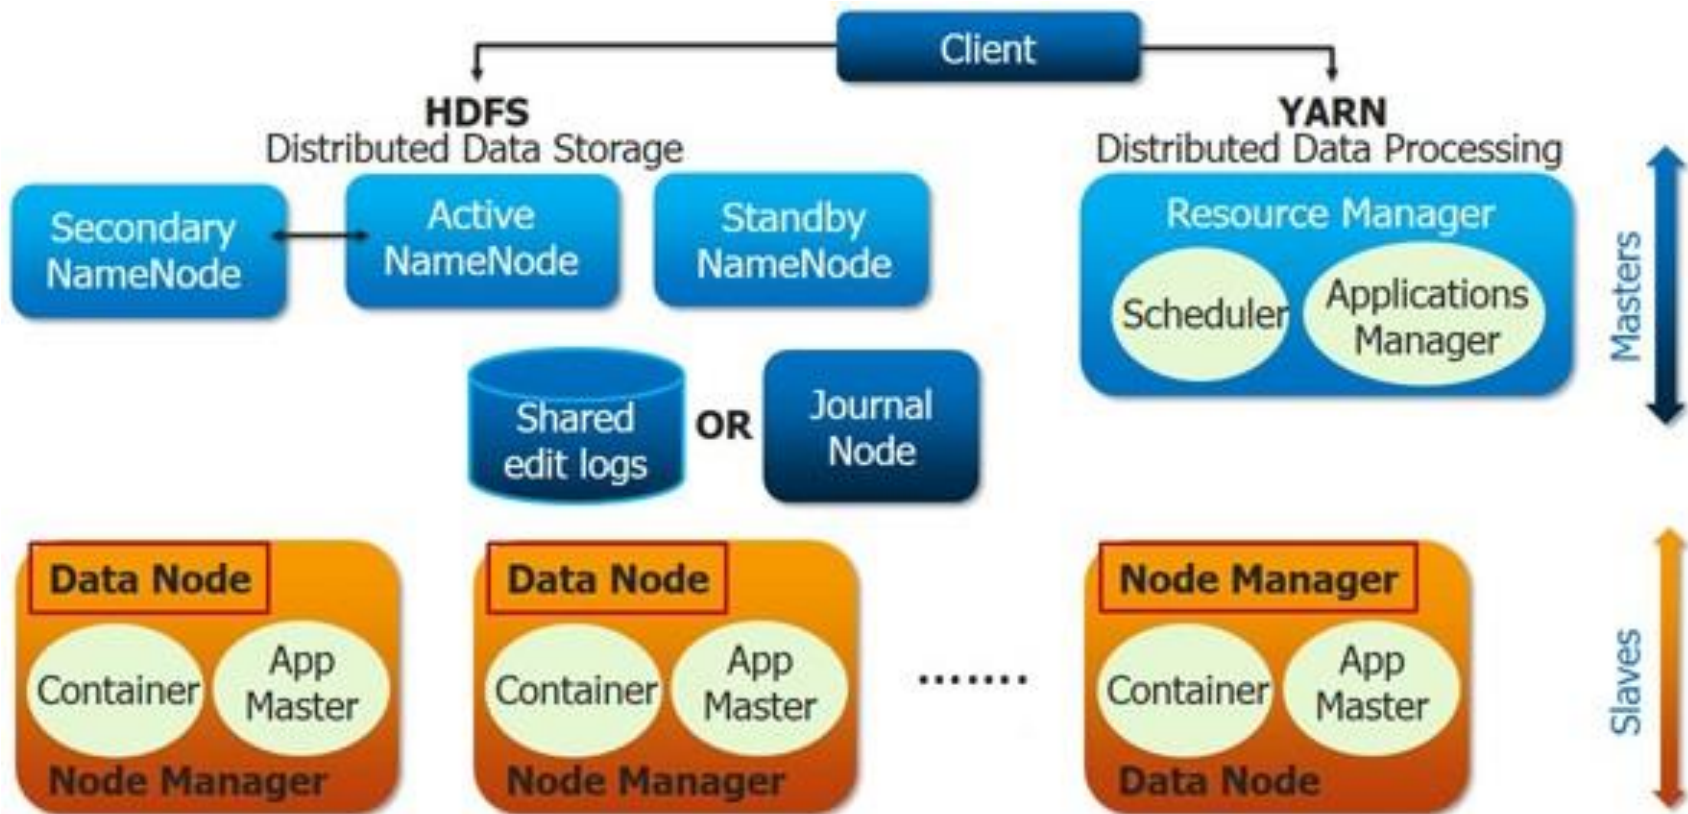 Client
HDFS
Distributed Data Storage
YARN
Distributed Data Processing
Secondary
NameNode
Active
NameNode
Standby
NameNode
Resource Manager
Scheduler
Applications
Manager
Masters
Shared
edit logs
OR
Journal
Node
Data Node
Container
App
Master
Node Manager
Data Node
Container
App
Master
Node Manager
.......
Node Manager
Container
App
Master
Data Node
Slaves